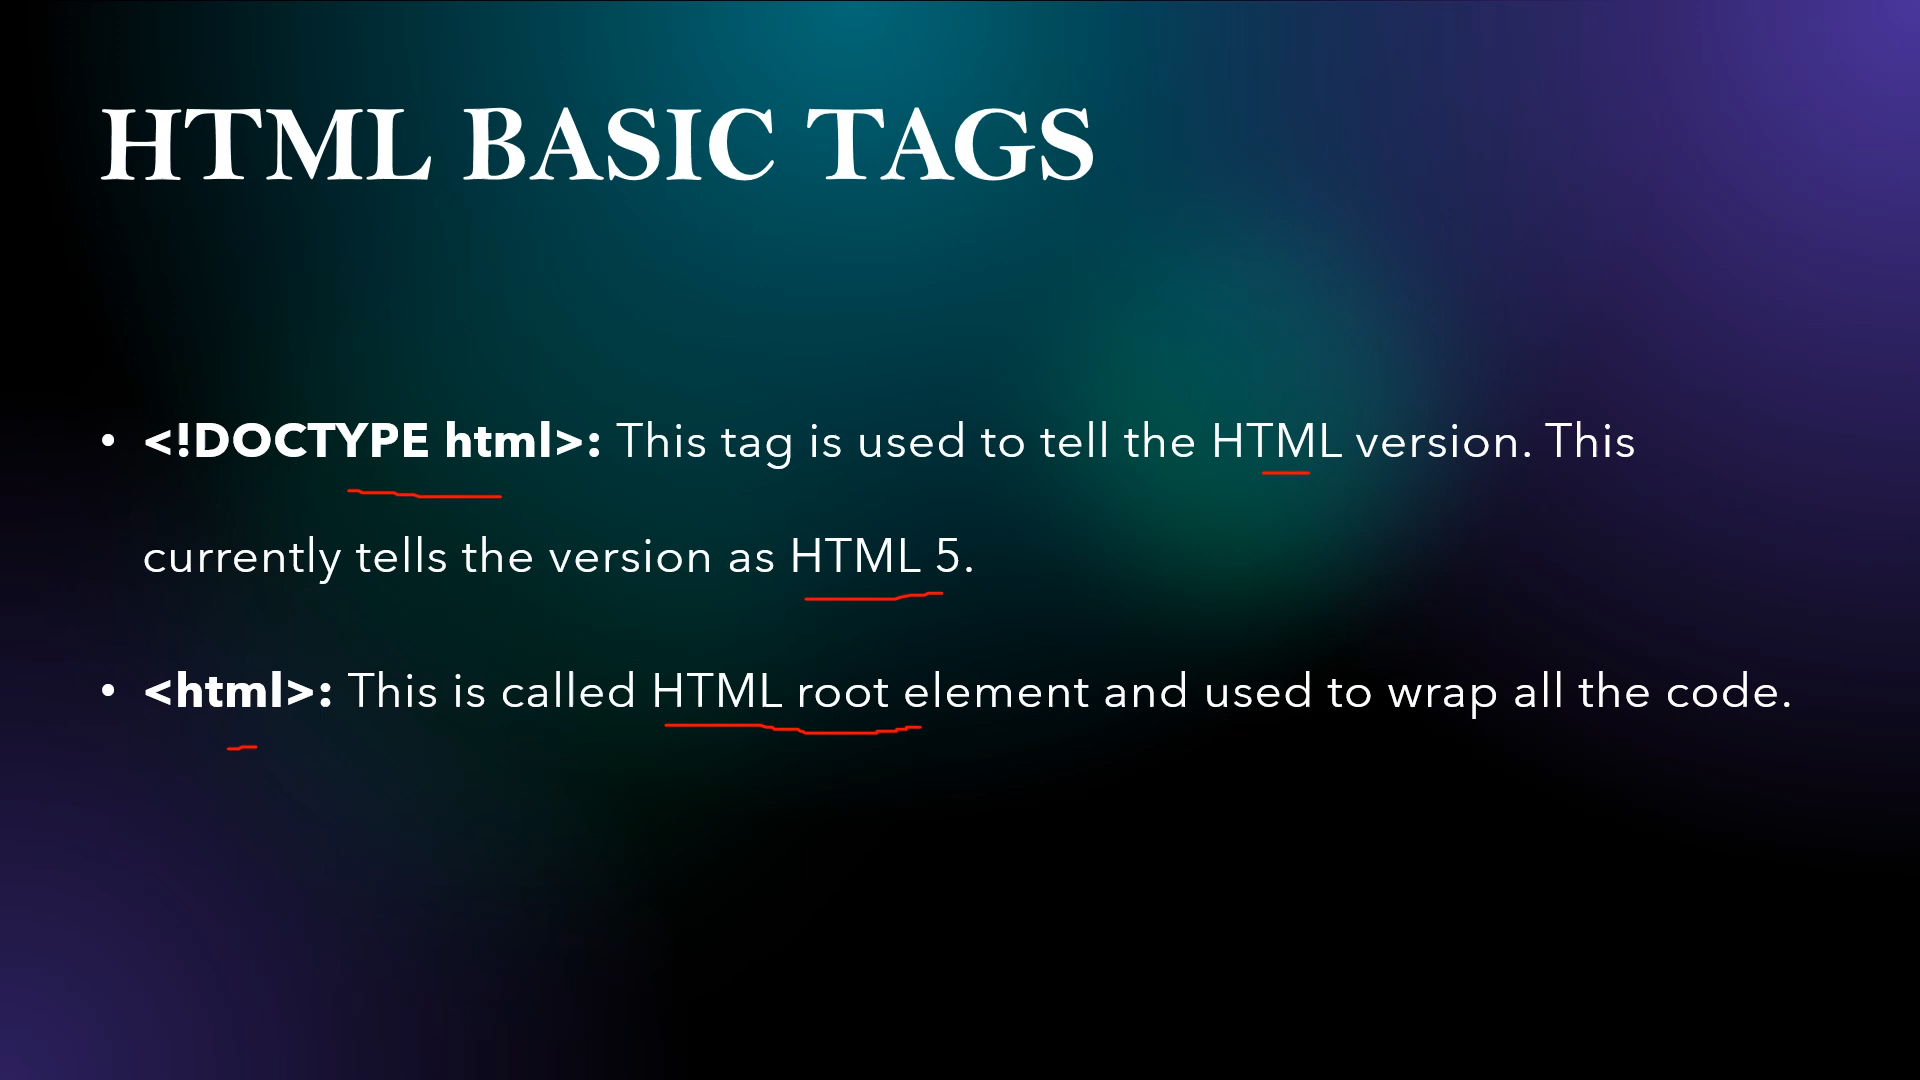 HTML BASIC TAGS
• <!DOCTYPE html>: This tag is used to tell the HTML version. This
currently tells the version as HTML 5.
• <html>: This is called HTML root element and used to wrap all the code.